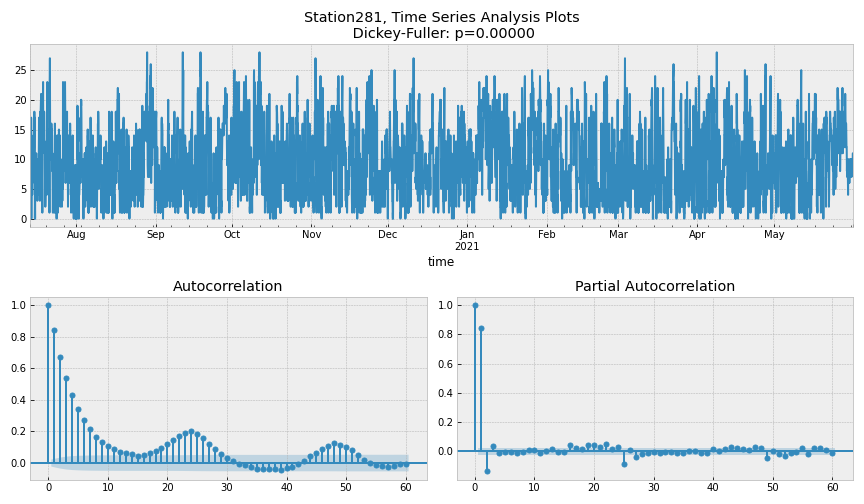 Station281, Time Series Analysis Plots
Dickey-Fuller: p=0.00000
25
20
15
10
5
0
Aug Sep Oct Nov Dec Jan Feb Mar Apr May
2021
time
Autocorrelation
1.0
0.8
0.6
0.4
0.2
0.0
0 10 20 30 40 50 60
Partial Autocorrelation
1.0
0.8
0.6
0.4
0.2
0.0
0 10 20 30 40 50 60